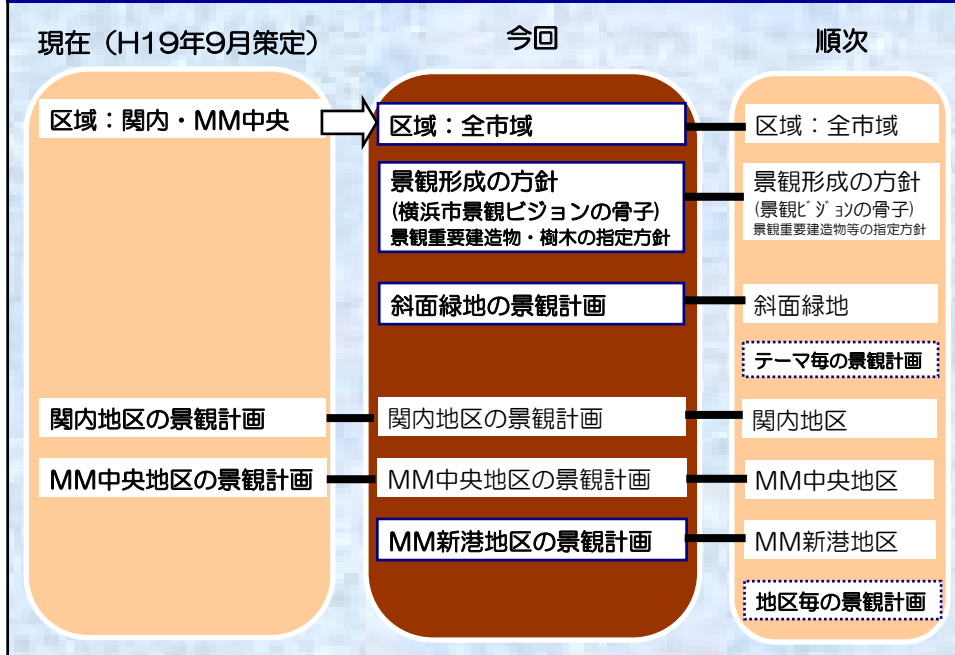 現在（H19年9月策定）
区域：関内・MM中央
関内地区の景観計画
MM中央地区の景観計画
今回
区域：全市域
景観形成の方針
(横浜市景観ビジョンの骨子)
景観重要建造物・樹木の指定方針
斜面緑地の景観計画
関内地区の景観計画
MM中央地区の景観計画
MM新港地区の景観計画
順次
区域：全市域
景観形成の方針
(景観ﾋﾞｼﾞｮﾝの骨子)
景観重要建造物等の指定方針
斜面緑地
テーマ毎の景観計画
関内地区
MM中央地区
MM新港地区
地区毎の景観計画